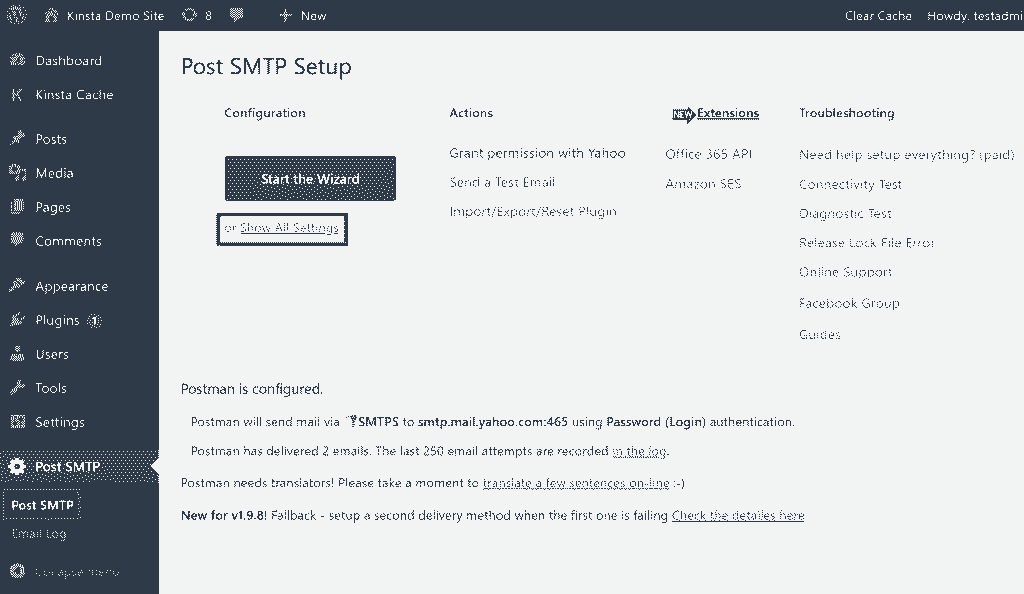 Kinsta Demo Site 8 New Clear Cache Howdy, testadmi
Dashboard
Kinsta Cache
Posts
Media
Pages
Comments
Appearance
Plugins 1
Users
Tools
Settings
Post SMTP
Post SMTP
Email Log
Collapse menu
Post SMTP Setup
Configuration
Start the Wizard
or Show All Settings
Actions
Grant permission with Yahoo
Send a Test Email
Import/Export/Reset Plugin
NEW Extensions
Office 365 API
Amazon SES
Troubleshooting
Need help setup everything? (paid)
Connectivity Test
Diagnostic Test
Release Lock File Error
Online Support
Facebook Group
Guides
Postman is configured.
Postman will send mail via SMTPS to smtp.mail.yahoo.com:465 using Password (Login) authentication.
Postman has delivered 2 emails. The last 250 email attempts are recorded in the log.
Postman needs translators! Please take a moment to translate a few sentences on-line :-)
New for v1.9.8! Fallback - setup a second delivery method when the first one is failing Check the detailes here